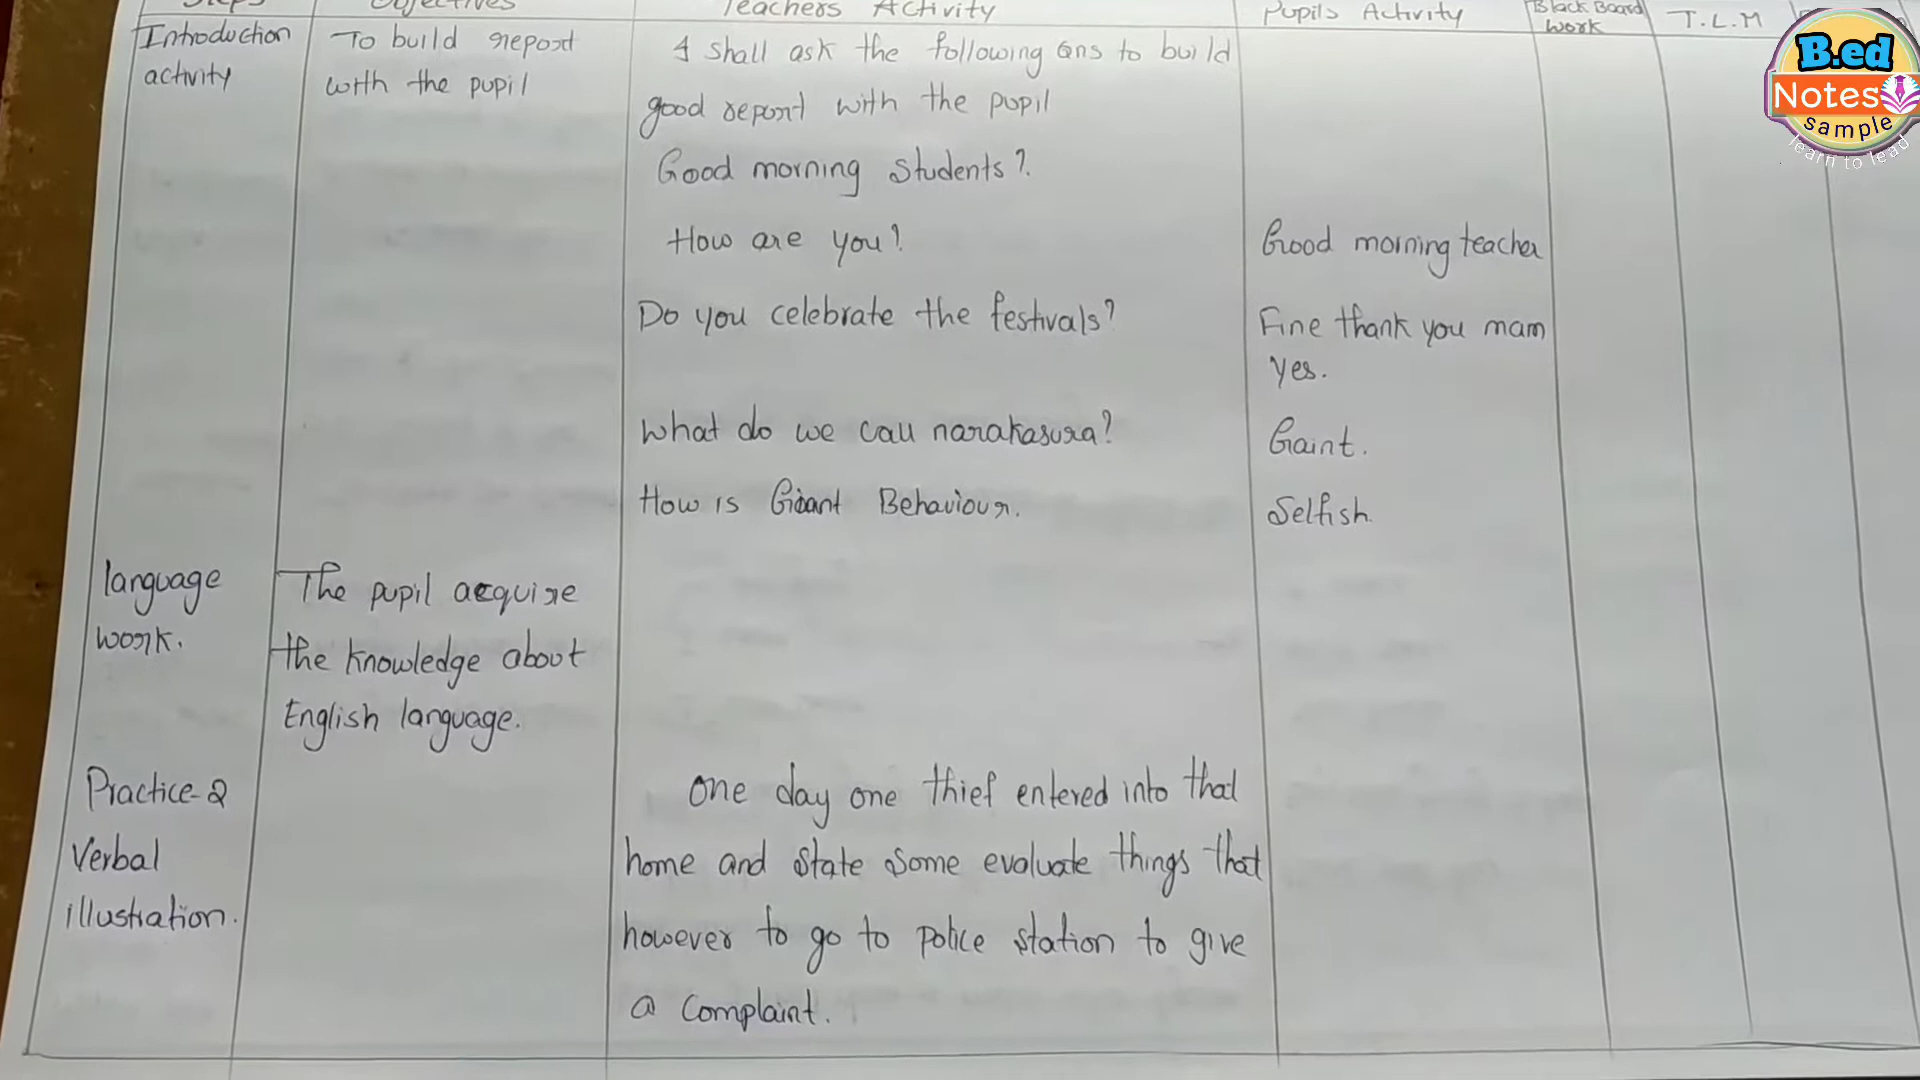 Steps Objectives Teachers Activity Pupils Activity Black Board T.L.M
Work
Introduction
activity
To build report
with the pupil
I shall ask the following Qns to build
good report with the pupil
Good morning Students?
How are you?
Do you celebrate the festivals?
What do we call narakasura?
How is Giant Behaviour.
Good morning teacher
Fine thank you mam
Yes.
Gaint.
Selfish.
language
work.
The pupil acquire
the knowledge about
English language.
Practice-2
Verbal
illustration.
One day one thief entered into that
home and state some evaluate things that
however to go to police station to give
a Complaint.
B.ed
Notes
sample
learn to lead